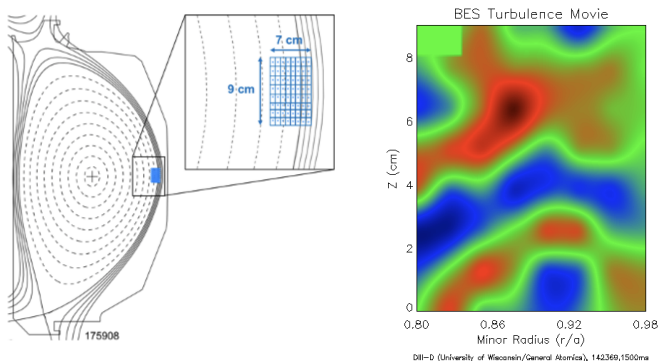 7 cm
9 cm
175908
BES Turbulence Movie
Z (cm)
8
6
4
2
0
0.80 0.86 0.92 0.98
Minor Radius (r/a)
DIII-D (University of Wisconsin/General Atomics), 142369,1500ms